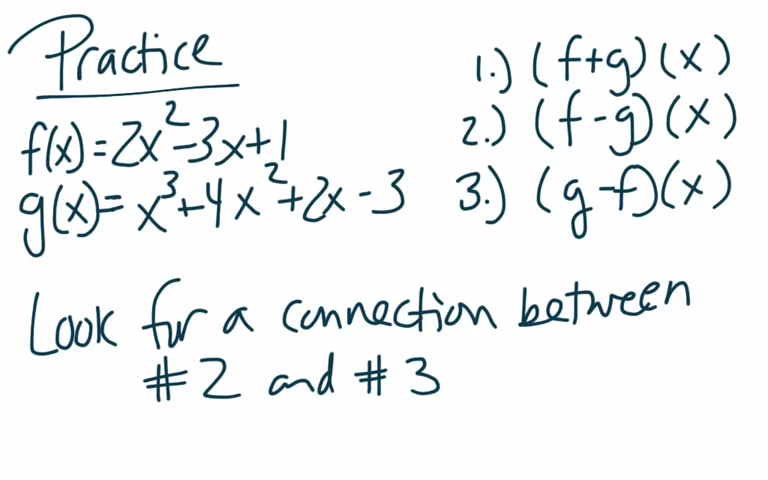 Practice
f(x)=2x²-3x+1
g(x)=x³+4x²+2x-3
1.) (f+g)(x)
2.) (f-g)(x)
3.) (g-f)(x)
Look for a connection between
#2 and #3